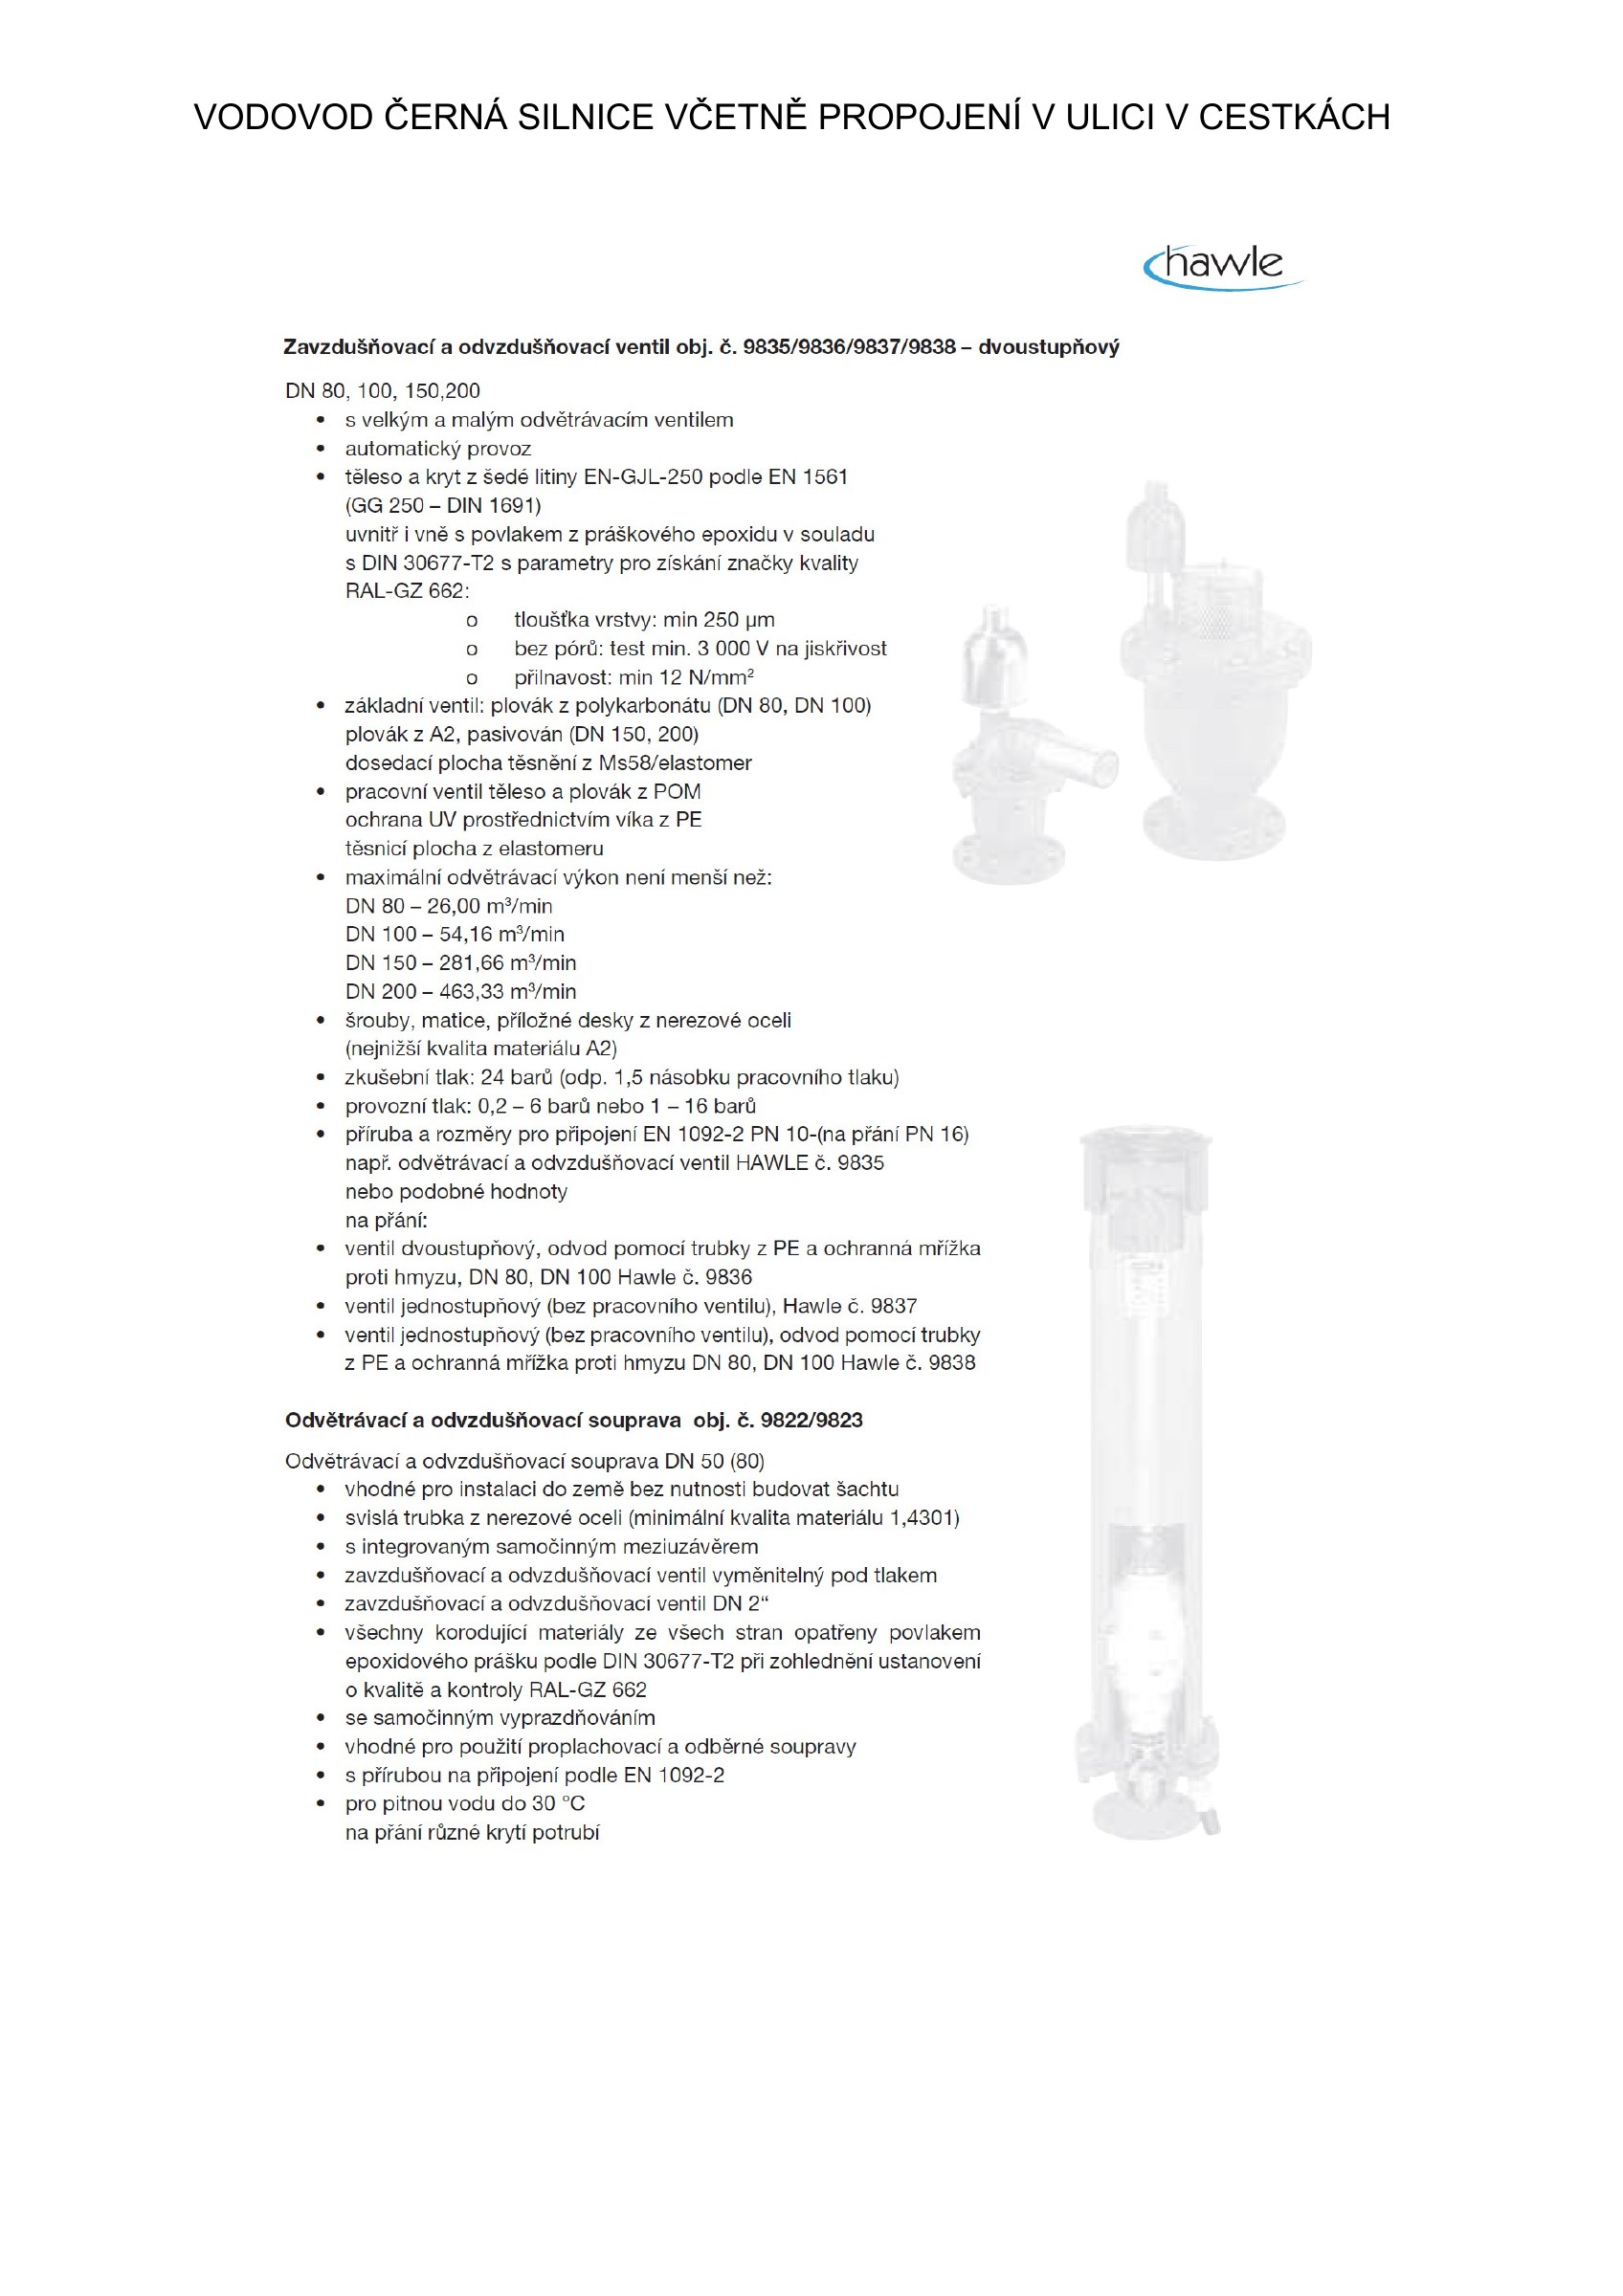 VODOVOD ČERNÁ SILNICE VČETNĚ PROPOJENÍ V ULICI V CESTKÁCH
hawle
Zavzdušňovací a odvzdušňovací ventil obj. č. 9835/9836/9837/9838 – dvoustupňový
DN 80, 100, 150,200
• s velkým a malým odvětrávacím ventilem
• automatický provoz
• těleso a kryt z šedé litiny EN-GJL-250 podle EN 1561
(GG 250 – DIN 1691)
uvnitř i vně s povlakem z práškového epoxidu v souladu
s DIN 30677-T2 s parametry pro získání značky kvality
RAL-GZ 662:
o tloušťka vrstvy: min 250 µm
o bez pórů: test min. 3 000 V na jiskřivost
o přilnavost: min 12 N/mm²
• základní ventil: plovák z polykarbonátu (DN 80, DN 100)
plovák z A2, pasivován (DN 150, 200)
dosedací plocha těsnění z Ms58/elastomer
• pracovní ventil těleso a plovák z POM
ochrana UV prostřednictvím víka z PE
těsnicí plocha z elastomeru
• maximální odvětrávací výkon není menší než:
DN 80 – 26,00 m³/min
DN 100 – 54,16 m³/min
DN 150 – 281,66 m³/min
DN 200 – 463,33 m³/min
• šrouby, matice, příložné desky z nerezové oceli
(nejnižší kvalita materiálu A2)
• zkušební tlak: 24 barů (odp. 1,5 násobku pracovního tlaku)
• provozní tlak: 0,2 – 6 barů nebo 1 – 16 barů
• příruba a rozměry pro připojení EN 1092-2 PN 10-(na přání PN 16)
např. odvětrávací a odvzdušňovací ventil HAWLE č. 9835
nebo podobné hodnoty
na přání:
• ventil dvoustupňový, odvod pomocí trubky z PE a ochranná mřížka
proti hmyzu, DN 80, DN 100 Hawle č. 9836
• ventil jednostupňový (bez pracovního ventilu), Hawle č. 9837
• ventil jednostupňový (bez pracovního ventilu), odvod pomocí trubky
z PE a ochranná mřížka proti hmyzu DN 80, DN 100 Hawle č. 9838
Odvětrávací a odvzdušňovací souprava obj. č. 9822/9823
Odvětrávací a odvzdušňovací souprava DN 50 (80)
• vhodné pro instalaci do země bez nutnosti budovat šachtu
• svislá trubka z nerezové oceli (minimální kvalita materiálu 1,4301)
• s integrovaným samočinným meziuzávěrem
• zavzdušňovací a odvzdušňovací ventil vyměnitelný pod tlakem
• zavzdušňovací a odvzdušňovací ventil DN 2“
• všechny korodující materiály ze všech stran opatřeny povlakem
epoxidového prášku podle DIN 30677-T2 při zohlednění ustanovení
o kvalitě a kontroly RAL-GZ 662
• se samočinným vyprazdňováním
• vhodné pro použití proplachovací a odběrné soupravy
• s přírubou na připojení podle EN 1092-2
• pro pitnou vodu do 30 °C
na přání různé krytí potrubí